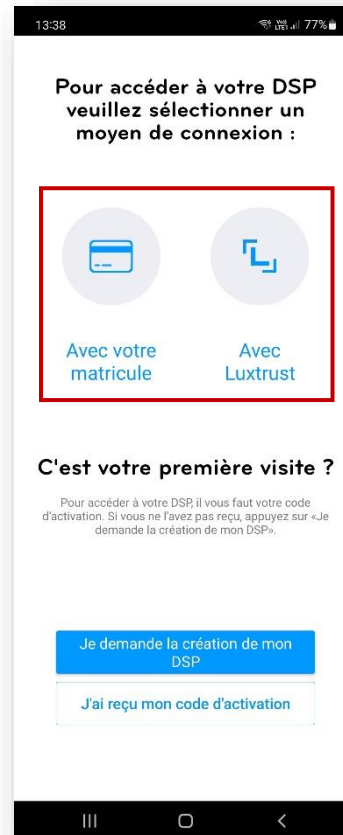 13:38
Vo)) LTE1 77%
Pour accéder à votre DSP
veuillez sélectionner un
moyen de connexion :
Avec votre
matricule
Avec
Luxtrust
C'est votre première visite ?
Pour accéder à votre DSP, il vous faut votre code
d'activation. Si vous ne l'avez pas reçu, appuyez sur «Je
demande la création de mon DSP».
Je demande la création de mon
DSP
J'ai reçu mon code d'activation